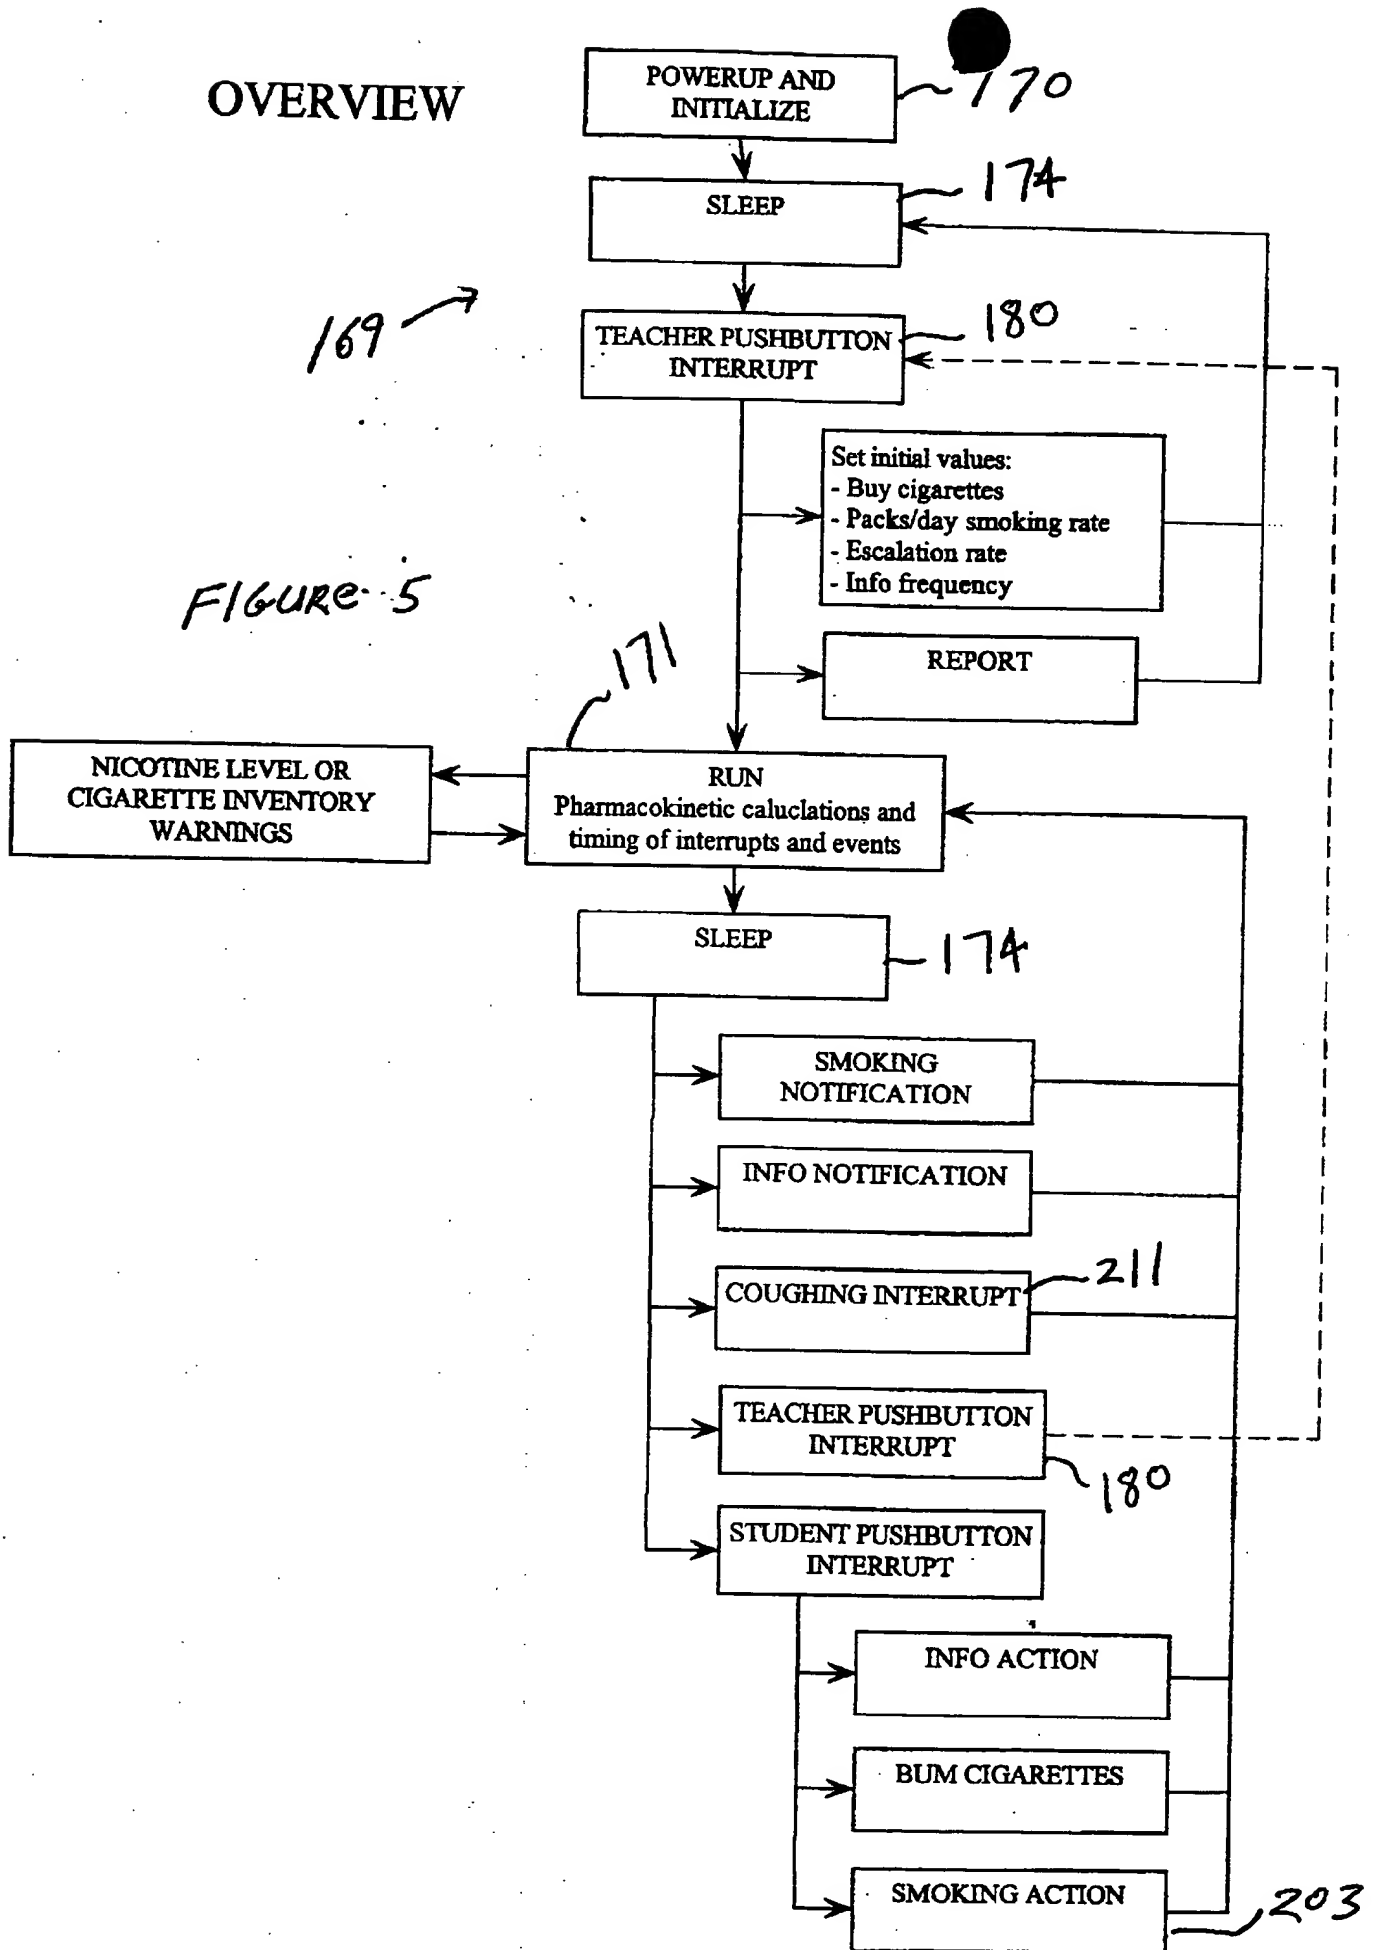 OVERVIEW
POWERUP AND
INITIALIZE
170
SLEEP
174
169
TEACHER PUSHBUTTON
INTERRUPT
180
Set initial values:
- Buy cigarettes
- Packs/day smoking rate
- Escalation rate
- Info frequency
FIGURE 5
REPORT
171
NICOTINE LEVEL OR
CIGARETTE INVENTORY
WARNINGS
RUN
Pharmacokinetic caluclations and
timing of interrupts and events
SLEEP
174
SMOKING
NOTIFICATION
INFO NOTIFICATION
COUGHING INTERRUPT
211
TEACHER PUSHBUTTON
INTERRUPT
180
STUDENT PUSHBUTTON
INTERRUPT
INFO ACTION
BUM CIGARETTES
SMOKING ACTION
203